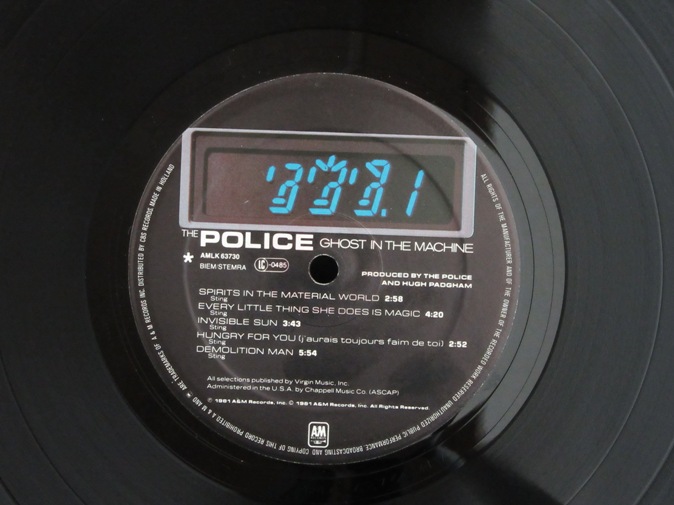 THE POLICE GHOST IN THE MACHINE
* AMLK 63730
BIEM/STEMRA LC-0485
PRODUCED BY THE POLICE
AND HUGH PADGHAM
SPIRITS IN THE MATERIAL WORLD 2:58
Sting
EVERY LITTLE THING SHE DOES IS MAGIC 4:20
Sting
INVISIBLE SUN 3:43
Sting
HUNGRY FOR YOU (j'aurais toujours faim de toi) 2:52
Sting
DEMOLITION MAN 5:54
Sting
All selections published by Virgin Music, Inc.
Administered in the U.S.A. by Chappell Music Co. (ASCAP)
℗ 1981 A&M Records, Inc. © 1981 A&M Records, Inc. All Rights Reserved.
A&M
ALL RIGHTS OF THE MANUFACTURER AND OF THE OWNER OF THE RECORDED WORK RESERVED UNAUTHORIZED PUBLIC PERFORMANCE, BROADCASTING AND COPYING OF THIS RECORD PROHIBITED
ARE TRADEMARKS OF A & M RECORDS INC. DISTRIBUTED BY CBS RECORDS MADE IN HOLLAND